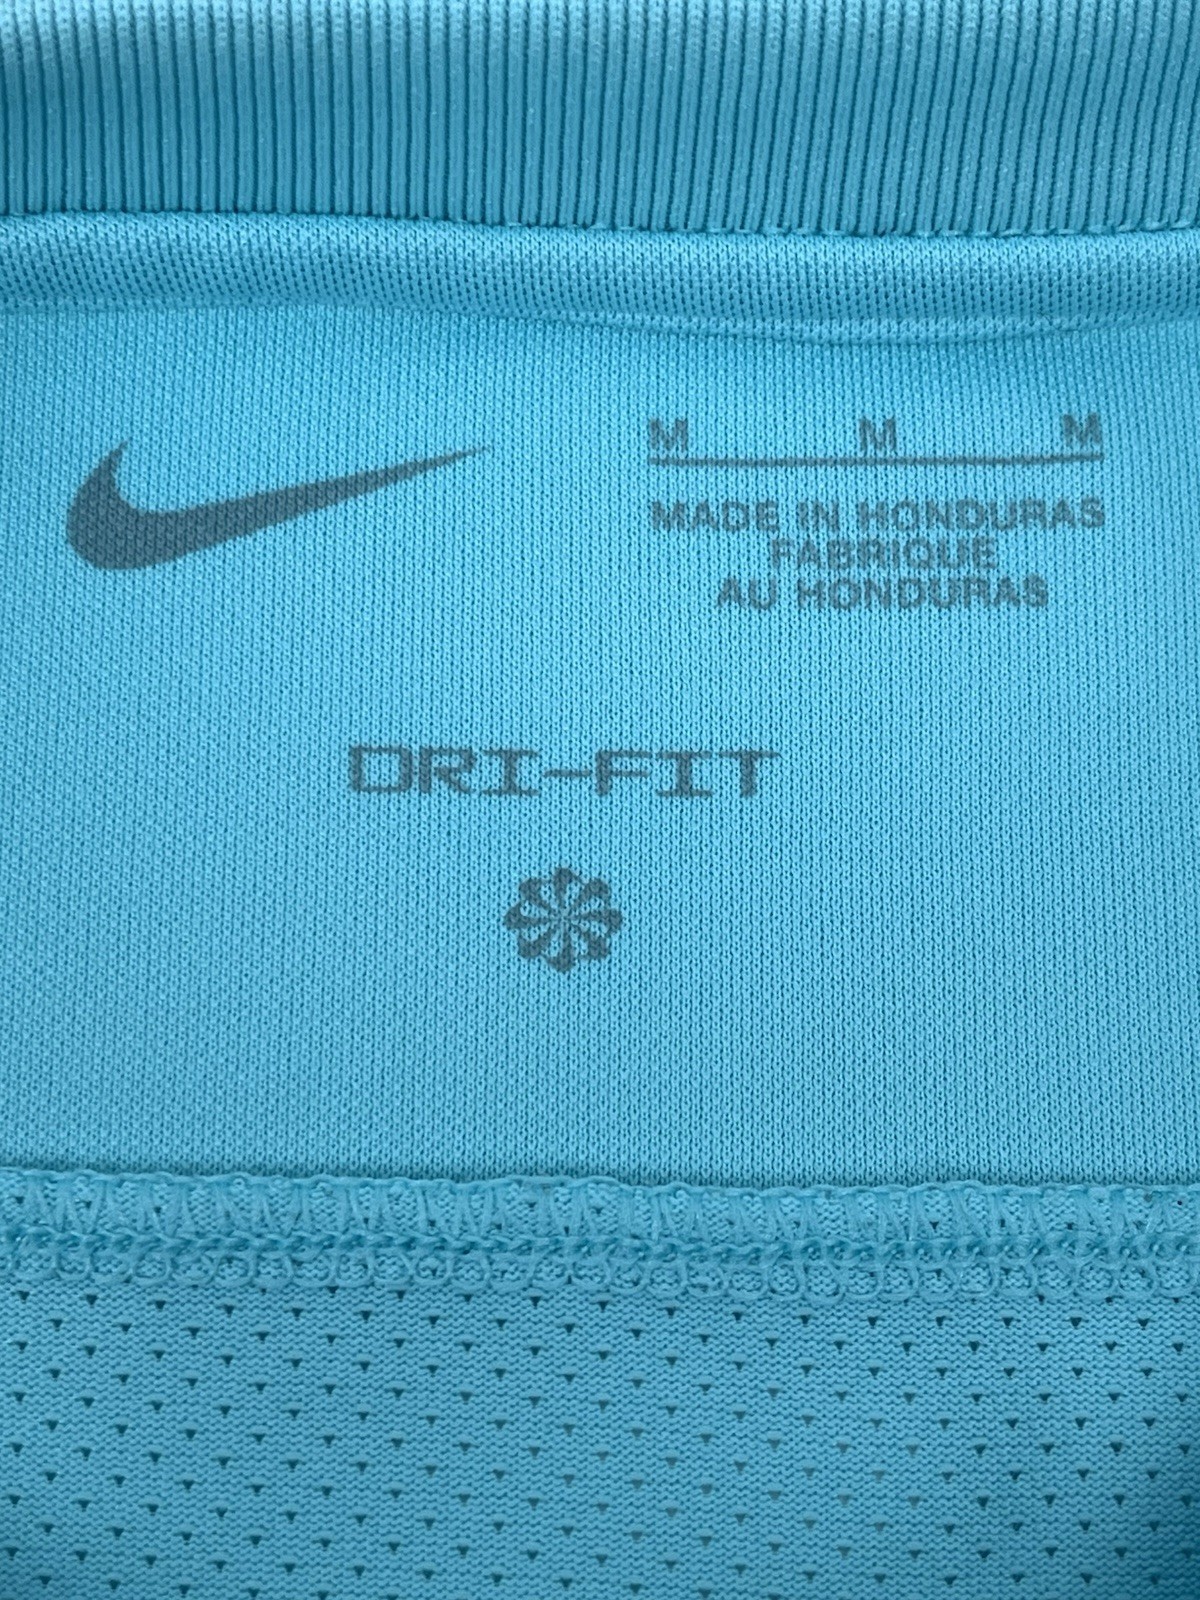 M M M
MADE IN HONDURAS
FABRIQUE
AU HONDURAS
DRI-FIT